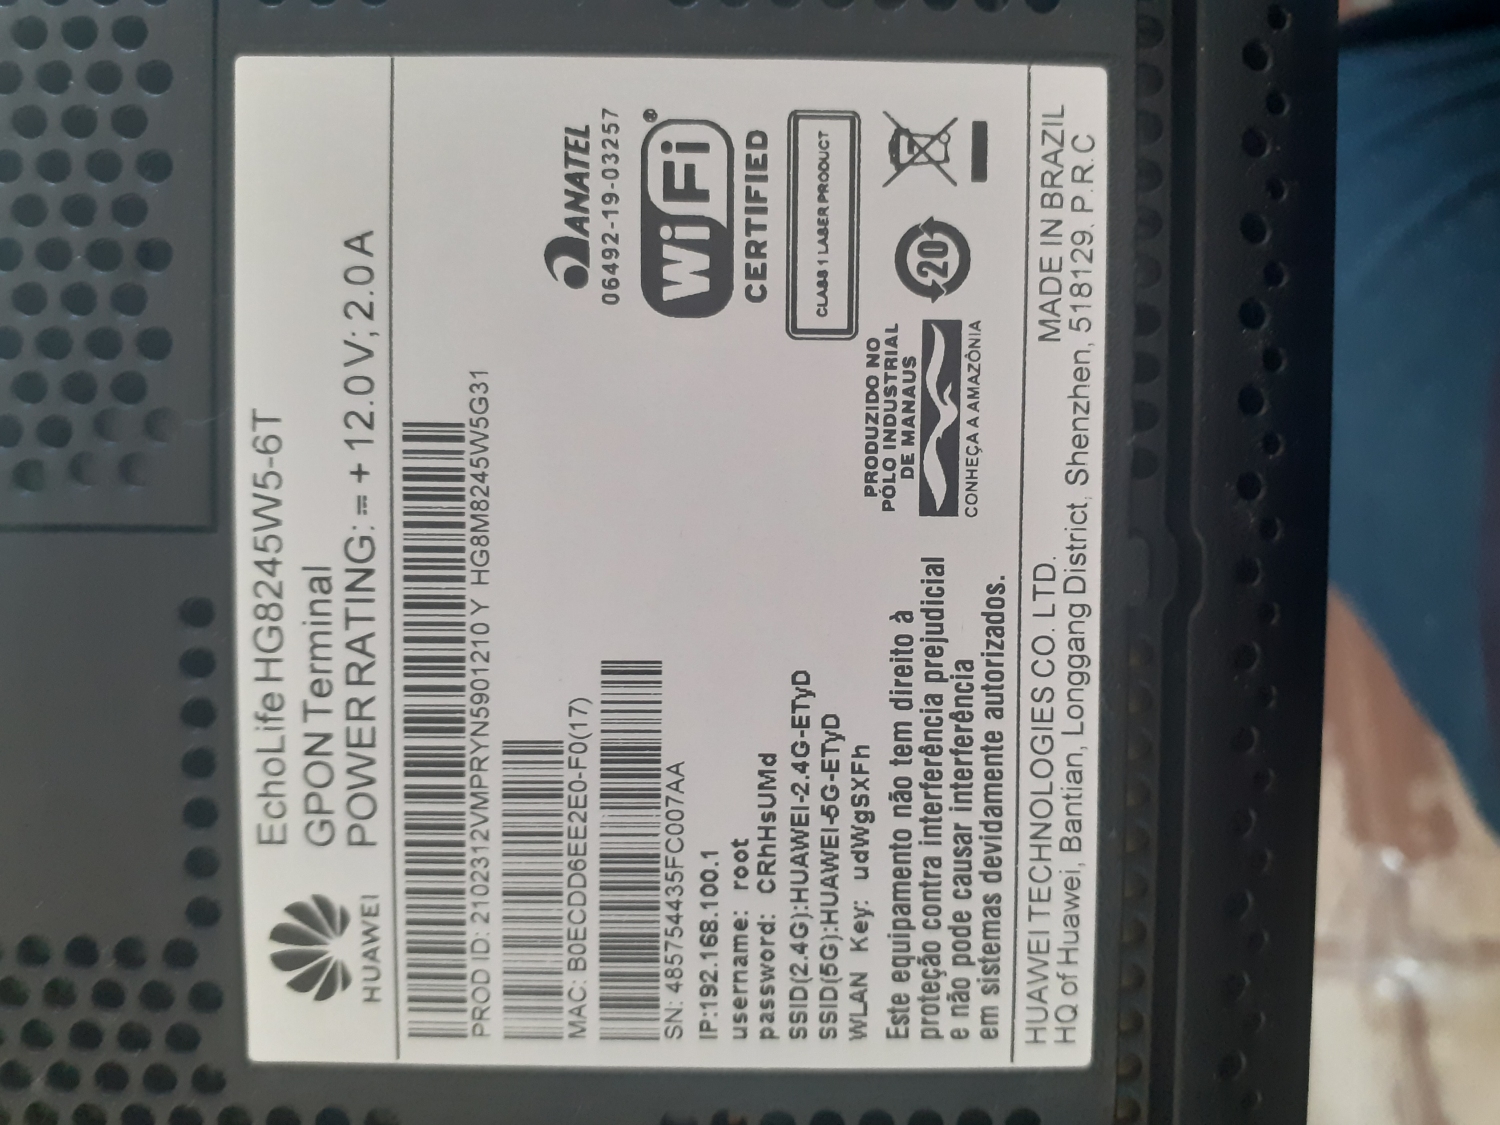 EchoLife HG8245W5-6T
GPON Terminal
POWER RATING: ⎓ + 12.0 V; 2.0 A
HUAWEI
PROD ID: 2102312VMPRYN5901210 Y HG8M8245W5G31
MAC: B0ECDD6EE2E0-F0(17)
SN: 48575443​5FC007AA
IP:192.168.100.1
username: root
password: CRhHsUMd
SSID(2.4G):HUAWEI-2.4G-ETyD
SSID(5G):HUAWEI-5G-ETyD
WLAN Key: udWgSXFh
ANATEL
06492-19-03257
WiFi®
CERTIFIED
CLASS 1 LASER PRODUCT
20
PRODUZIDO NO
PÓLO INDUSTRIAL
DE MANAUS
CONHEÇA A AMAZÔNIA
Este equipamento não tem direito à
proteção contra interferência prejudicial
e não pode causar interferência
em sistemas devidamente autorizados.
HUAWEI TECHNOLOGIES CO. LTD. MADE IN BRAZIL
HQ of Huawei, Bantian, Longgang District, Shenzhen, 518129. P.R.C